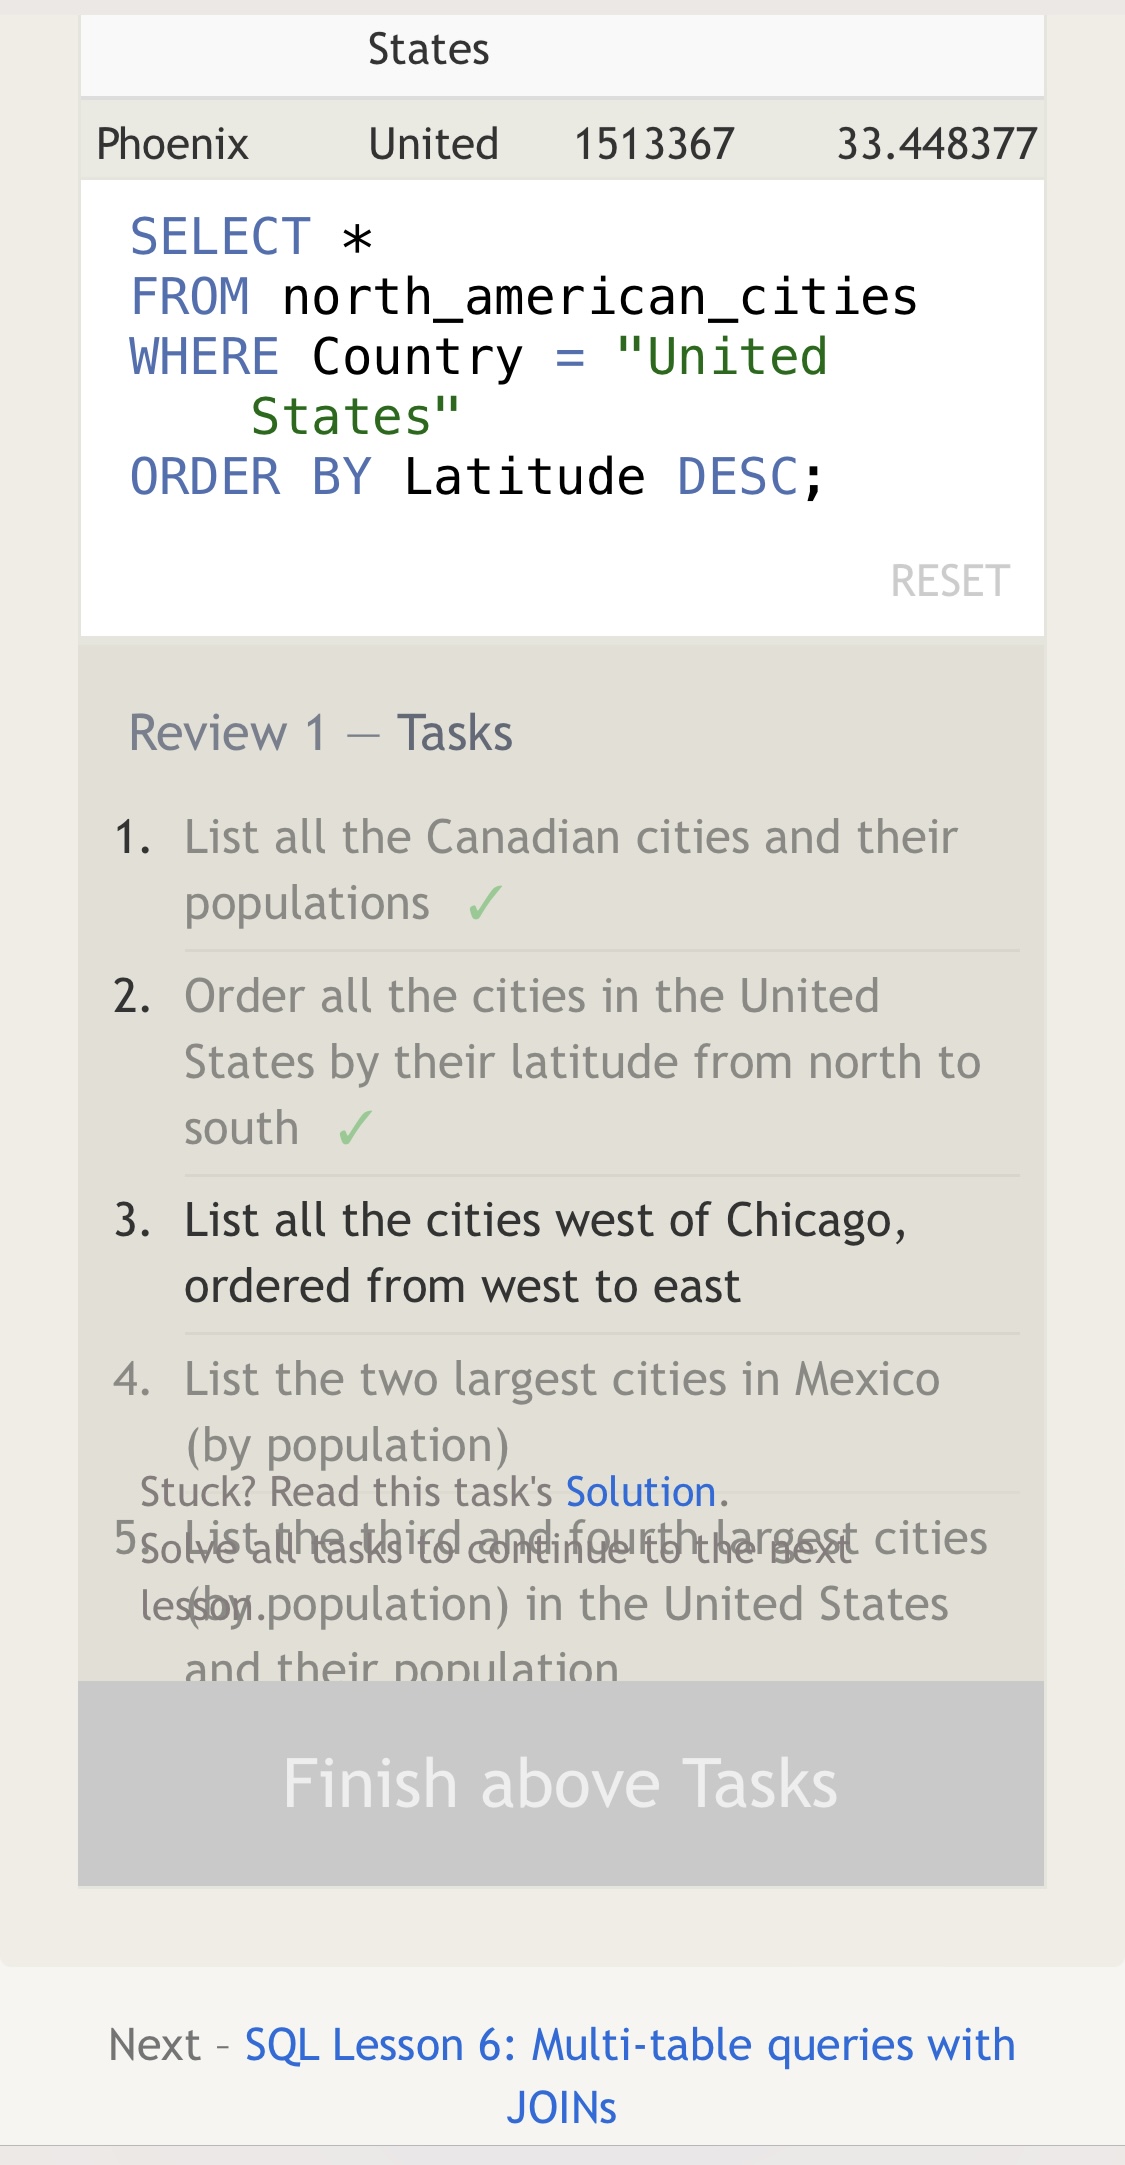 States
Phoenix United 1513367 33.448377
SELECT *
FROM north_american_cities
WHERE Country = "United
States"
ORDER BY Latitude DESC;
RESET
Review 1 — Tasks
1. List all the Canadian cities and their
populations ✓
2. Order all the cities in the United
States by their latitude from north to
south ✓
3. List all the cities west of Chicago,
ordered from west to east
4. List the two largest cities in Mexico
(by population)
Stuck? Read this task's Solution.
5. List the third and fourth largest cities
Solve all tasks to continue to the next
(by population) in the United States
lesson.
and their population
Finish above Tasks
Next – SQL Lesson 6: Multi-table queries with
JOINs